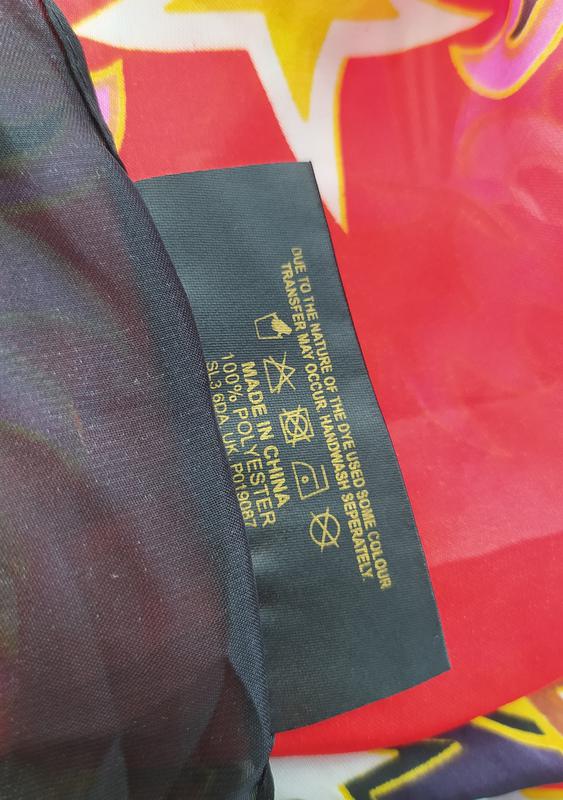 DUE TO THE NATURE OF THE DYE USED SOME COLOUR
TRANSFER MAY OCCUR. HANDWASH SEPERATELY.
MADE IN CHINA
100% POLYESTER
SL3 6DA UK P019087